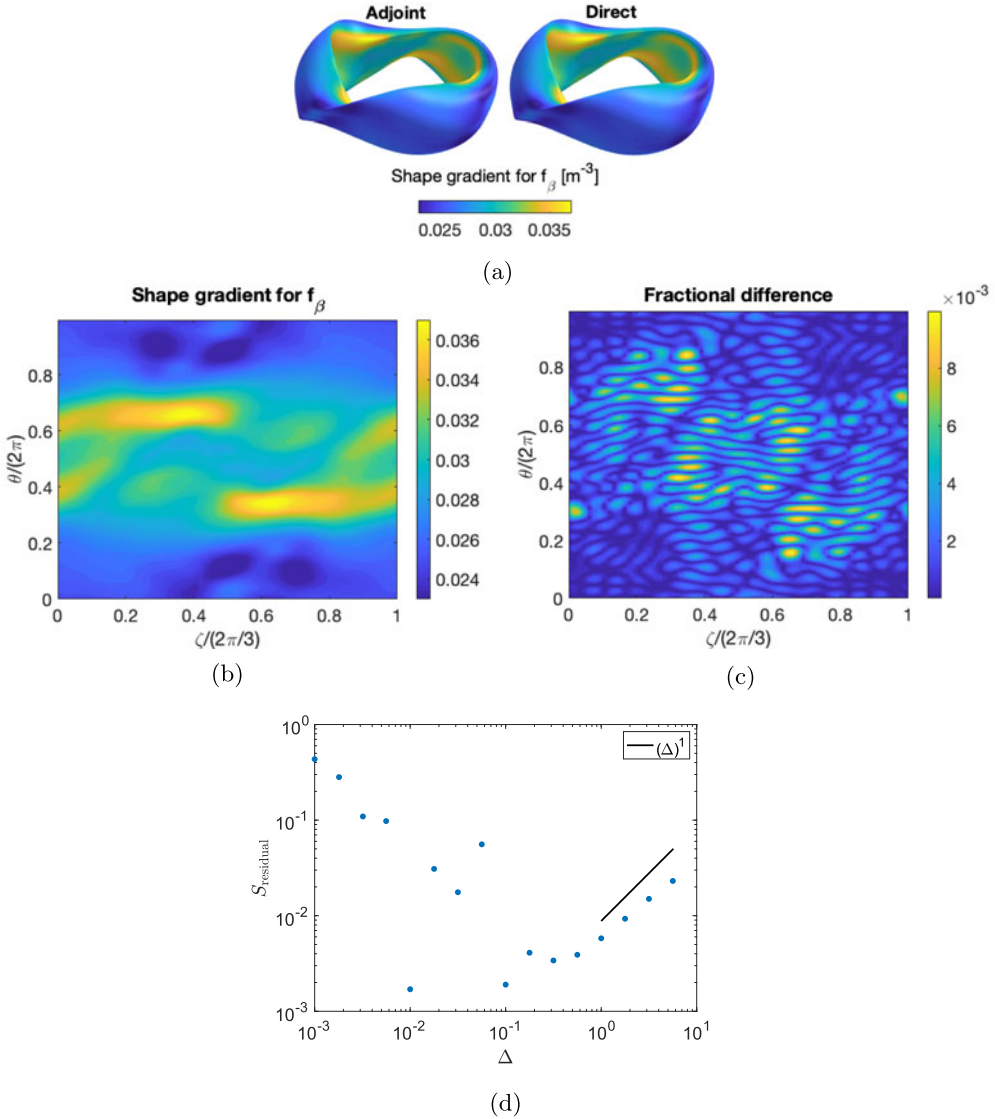 Adjoint Direct
Shape gradient for f_β [m^-3]
0.025 0.03 0.035
(a)
Shape gradient for f_β
0.8
0.6
0.4
0.2
0
θ/(2π)
0 0.2 0.4 0.6 0.8 1
ζ/(2π/3)
0.036
0.034
0.032
0.03
0.028
0.026
0.024
(b)
Fractional difference
×10^-3
0.8
0.6
0.4
0.2
0
θ/(2π)
0 0.2 0.4 0.6 0.8 1
ζ/(2π/3)
8
6
4
2
(c)
10^0
10^-1
10^-2
10^-3
S_residual
(Δ)^1
10^-3 10^-2 10^-1 10^0 10^1
Δ
(d)